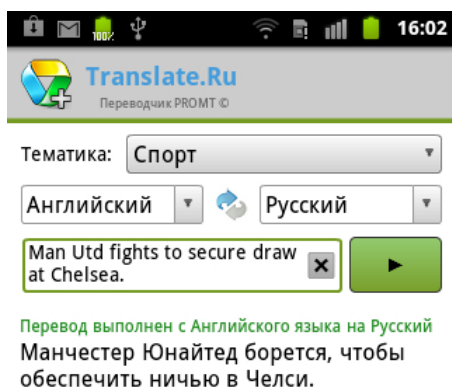 100%
16:02
Translate.Ru
Переводчик PROMT ©
Тематика: Спорт
Английский Русский
Man Utd fights to secure draw
at Chelsea.
Перевод выполнен с Английского языка на Русский
Манчестер Юнайтед борется, чтобы
обеспечить ничью в Челси.